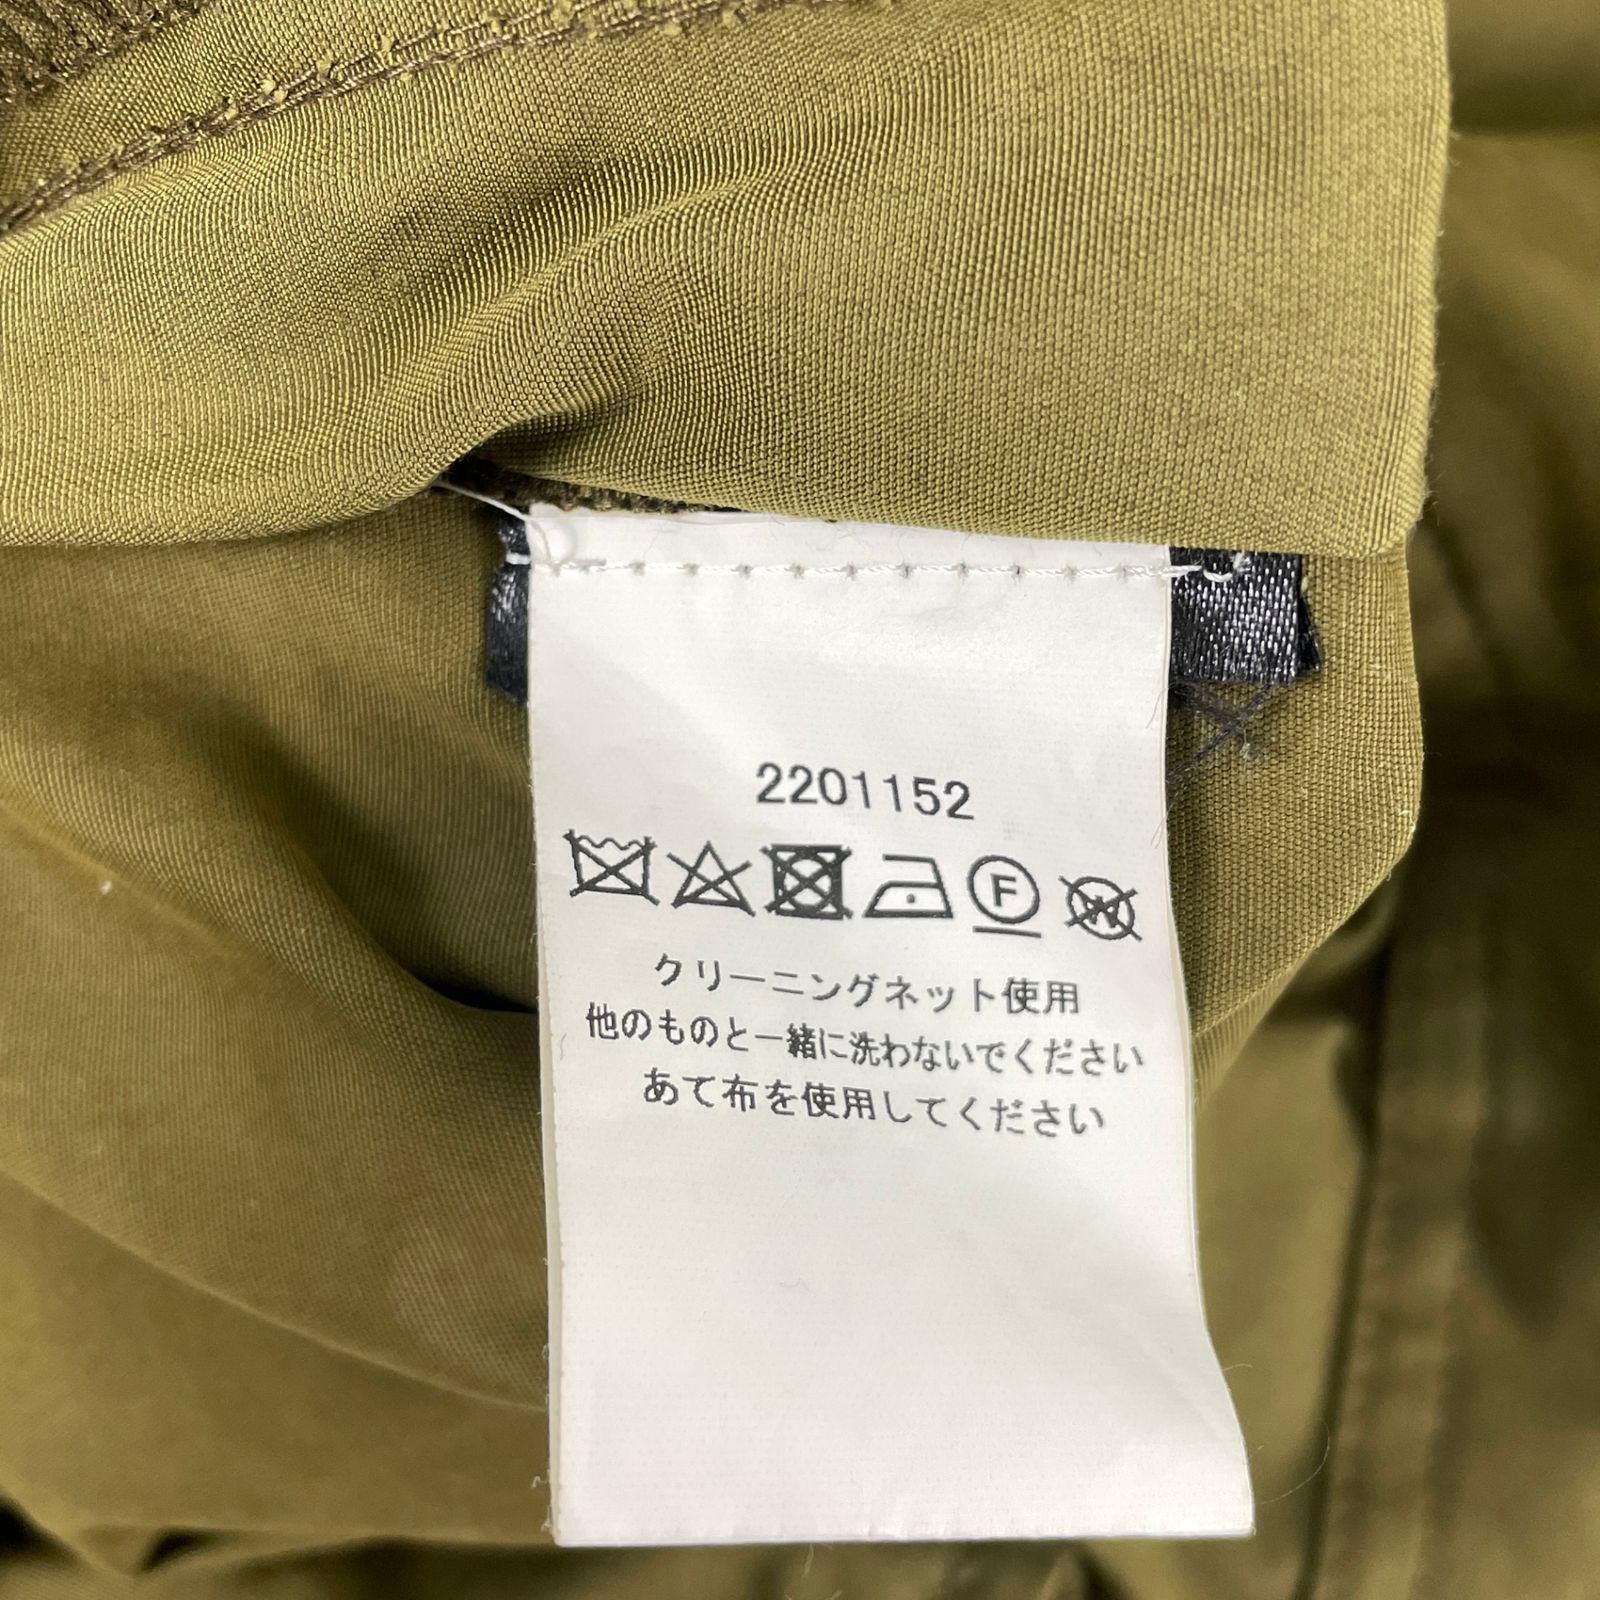 2201152
F W
クリーニングネット使用
他のものと一緒に洗わないでください
あて布を使用してください